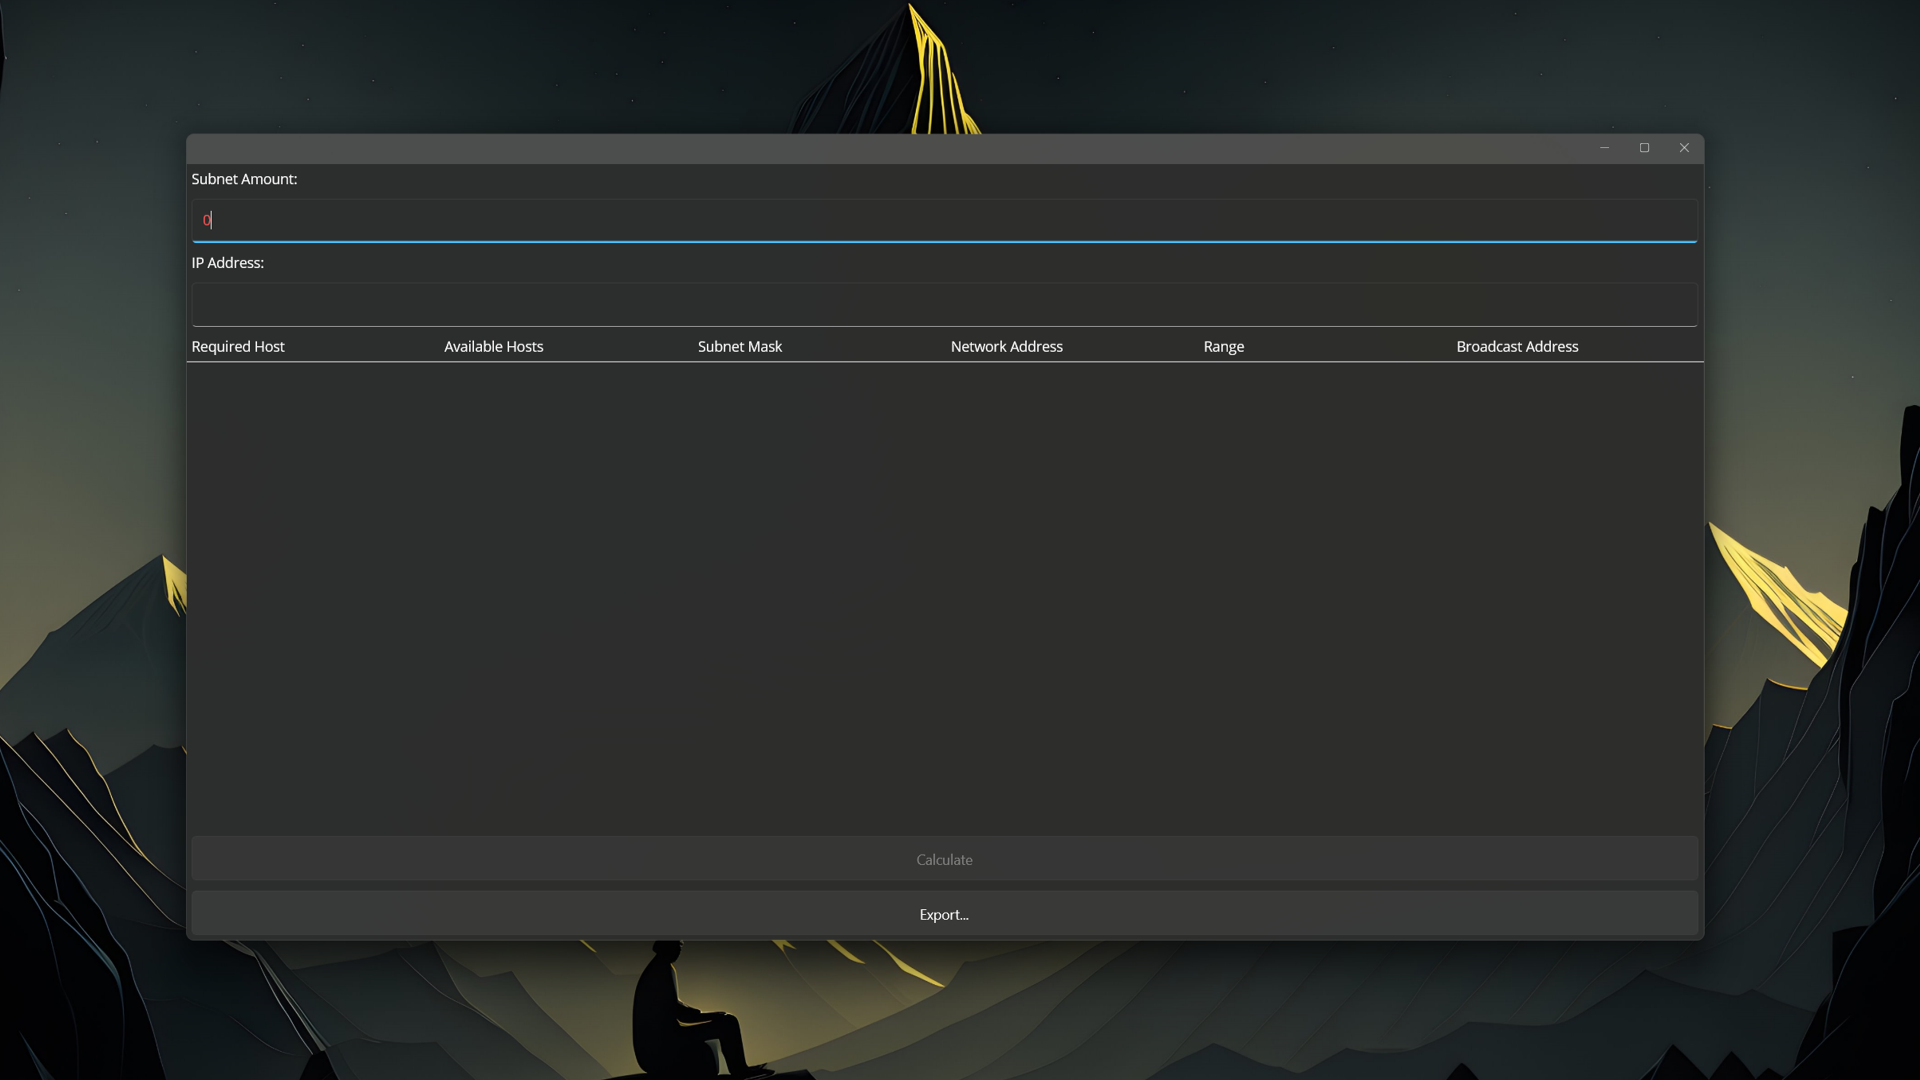 Subnet Amount:
0
IP Address:
Required Host Available Hosts Subnet Mask Network Address Range Broadcast Address
Calculate
Export...